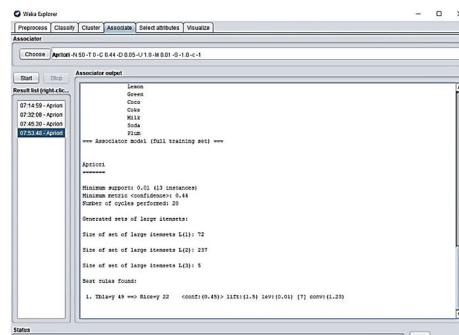 Weka Explorer
Preprocess Classify Cluster Associate Select attributes Visualize
Associator
Choose Apriori -N 50 -T 0 -C 0.44 -D 0.05 -U 1.0 -M 0.01 -S -1.0 -c -1
Start Stop
Associator output
Result list (right-clic...
07:14:59 - Apriori
07:32:08 - Apriori
07:45:30 - Apriori
07:53:48 - Apriori
Lemon
Green
Coco
Coke
Milk
Soda
Plum
=== Associator model (full training set) ===
Apriori
=======
Minimum support: 0.01 (13 instances)
Minimum metric <confidence>: 0.44
Number of cycles performed: 20
Generated sets of large itemsets:
Size of set of large itemsets L(1): 72
Size of set of large itemsets L(2): 237
Size of set of large itemsets L(3): 5
Best rules found:
1. 49 ==> Rice=y 22 <conf:(0.45)> lift:(1.5) lev:(0.01) [7] conv:(1.23)
Status